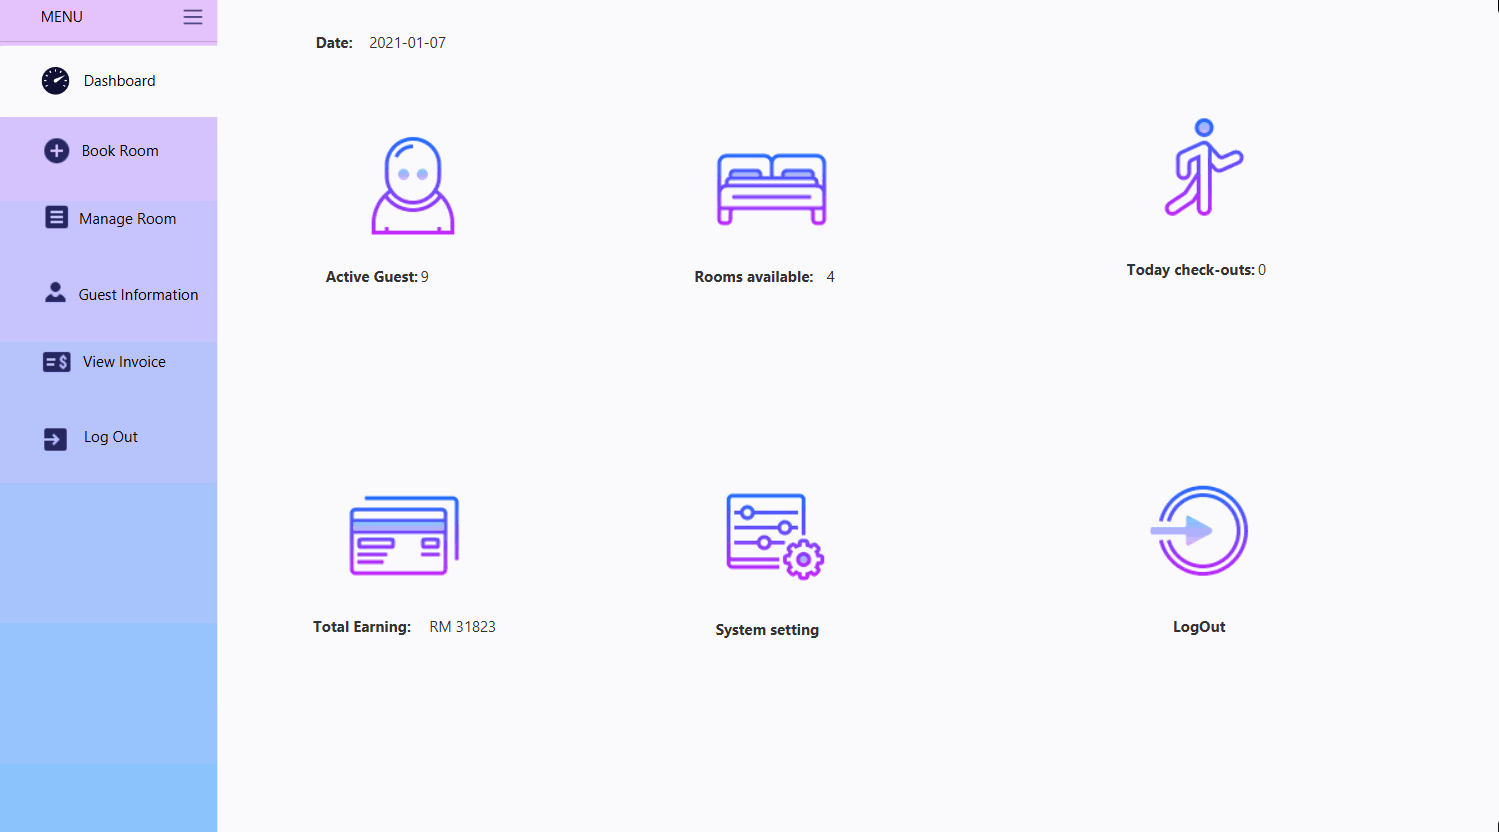 MENU
Dashboard
Book Room
Manage Room
Guest Information
View Invoice
Log Out
Date: 2021-01-07
Active Guest: 9
Rooms available: 4
Today check-outs: 0
Total Earning: RM 31823
System setting
LogOut